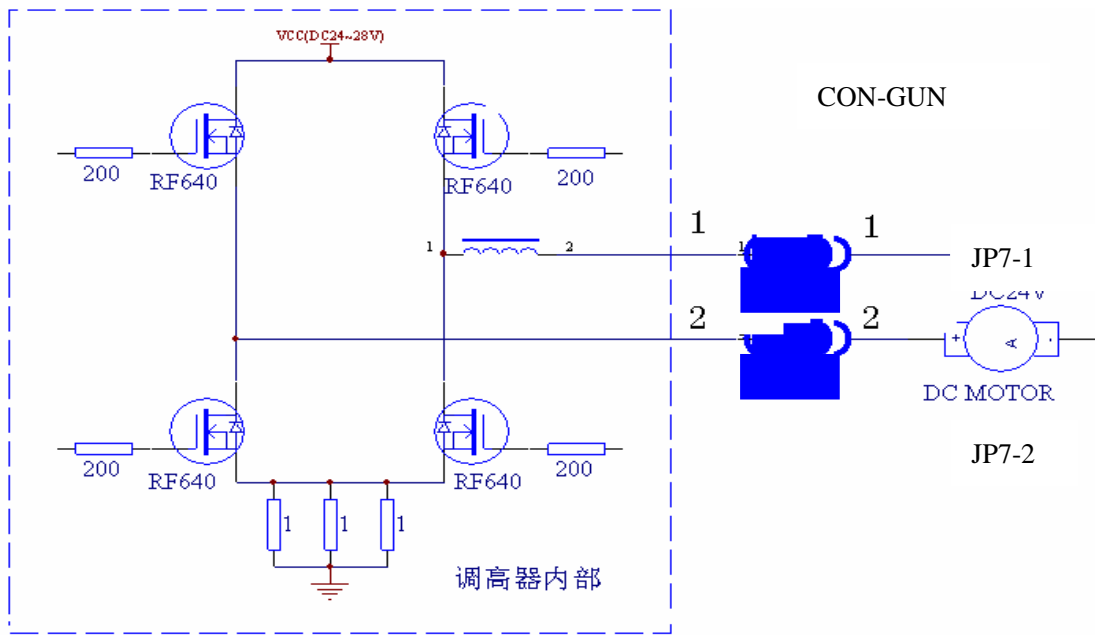 VCC(DC24~28V)
CON-GUN
200
RF640
RF640
200
1
2
1
1
JP7-1
DC24V
2
2
+
A
-
DC MOTOR
200
RF640
RF640
200
JP7-2
1
1
1
调高器内部